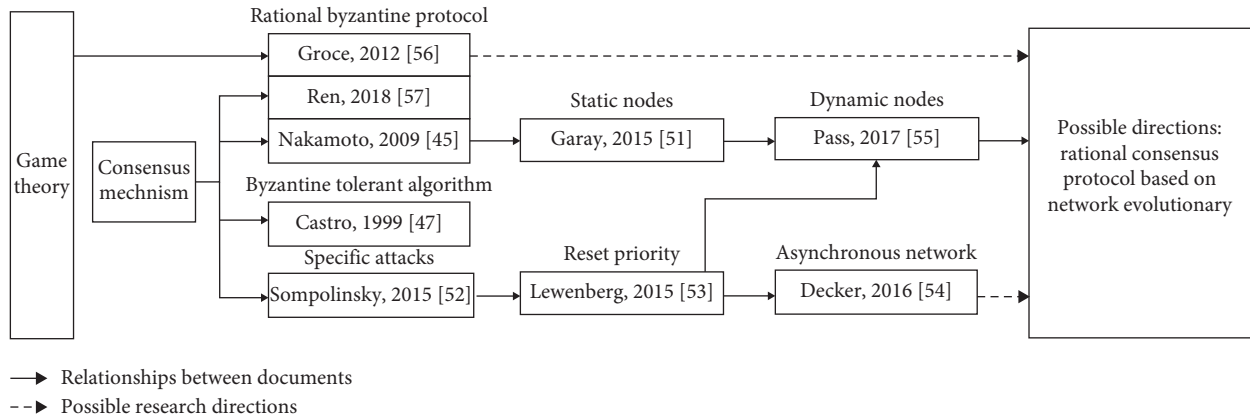 Game
theory
Consensus
mechnism
Rational byzantine protocol
Groce, 2012 [56]
Ren, 2018 [57]
Nakamoto, 2009 [45]
Byzantine tolerant algorithm
Castro, 1999 [47]
Specific attacks
Sompolinsky, 2015 [52]
Static nodes
Garay, 2015 [51]
Reset priority
Lewenberg, 2015 [53]
Dynamic nodes
Pass, 2017 [55]
Asynchronous network
Decker, 2016 [54]
Possible directions:
rational consensus
protocol based on
network evolutionary
Relationships between documents
Possible research directions